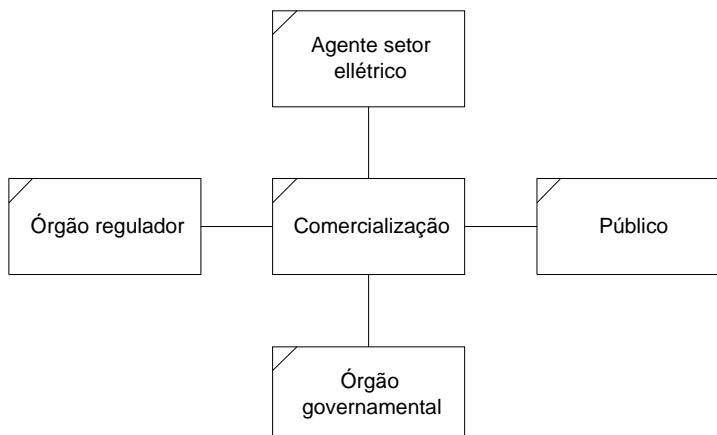 Agente setor
ellétrico
Órgão regulador
Comercialização
Público
Órgão
governamental